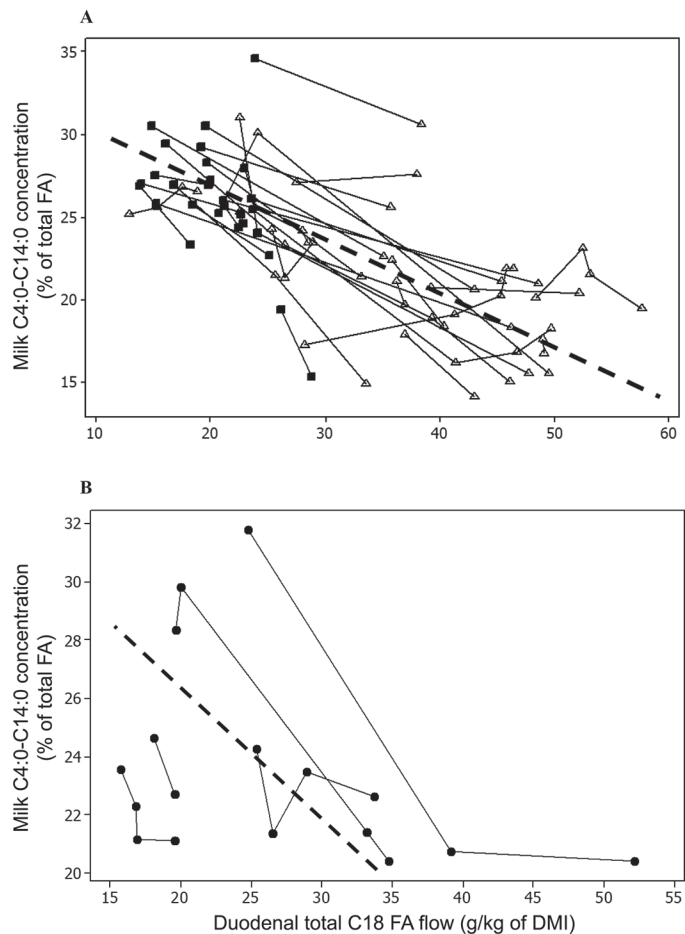 A
Milk C4:0-C14:0 concentration
(% of total FA)
35
30
25
20
15
10 20 30 40 50 60
B
Milk C4:0-C14:0 concentration
(% of total FA)
32
30
28
26
24
22
20
15 20 25 30 35 40 45 50 55
Duodenal total C18 FA flow (g/kg of DMI)